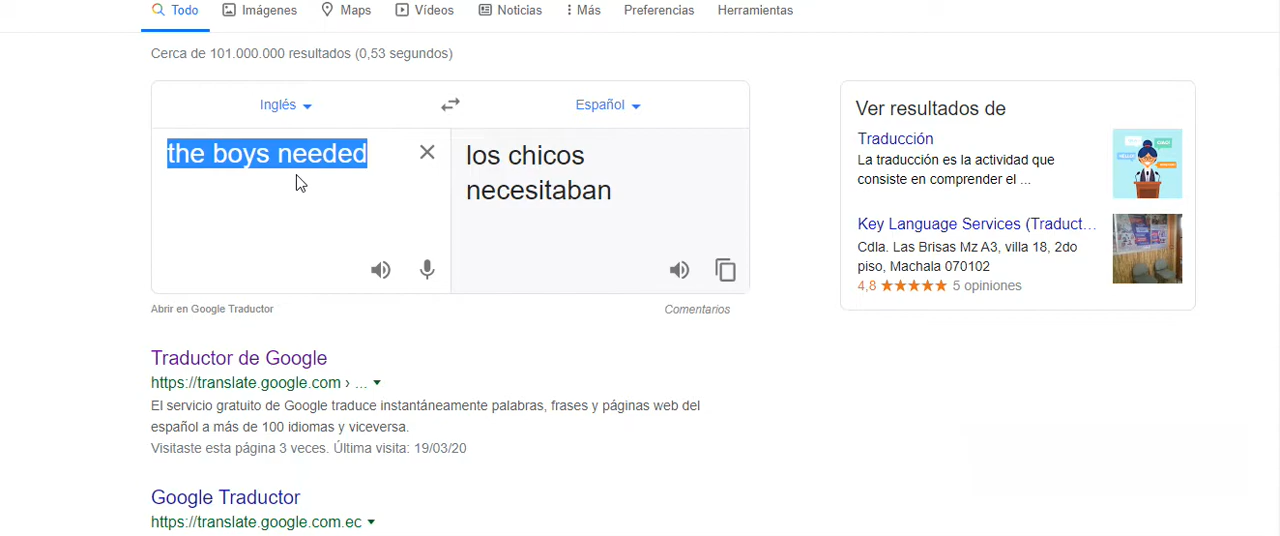 Todo Imágenes Maps Vídeos Noticias Más Preferencias Herramientas
Cerca de 101.000.000 resultados (0,53 segundos)
Inglés Español
the boys needed
los chicos
necesitaban
Abrir en Google Traductor Comentarios
Ver resultados de
Traducción
La traducción es la actividad que
consiste en comprender el ...
Key Language Services (Traduct...
Cdla. Las Brisas Mz A3, villa 18, 2do
piso, Machala 070102
4,8 ★★★★★ 5 opiniones
Traductor de Google
https://translate.google.com › ...
El servicio gratuito de Google traduce instantáneamente palabras, frases y páginas web del
español a más de 100 idiomas y viceversa.
Visitaste esta página 3 veces. Última visita: 19/03/20
Google Traductor
https://translate.google.com.ec